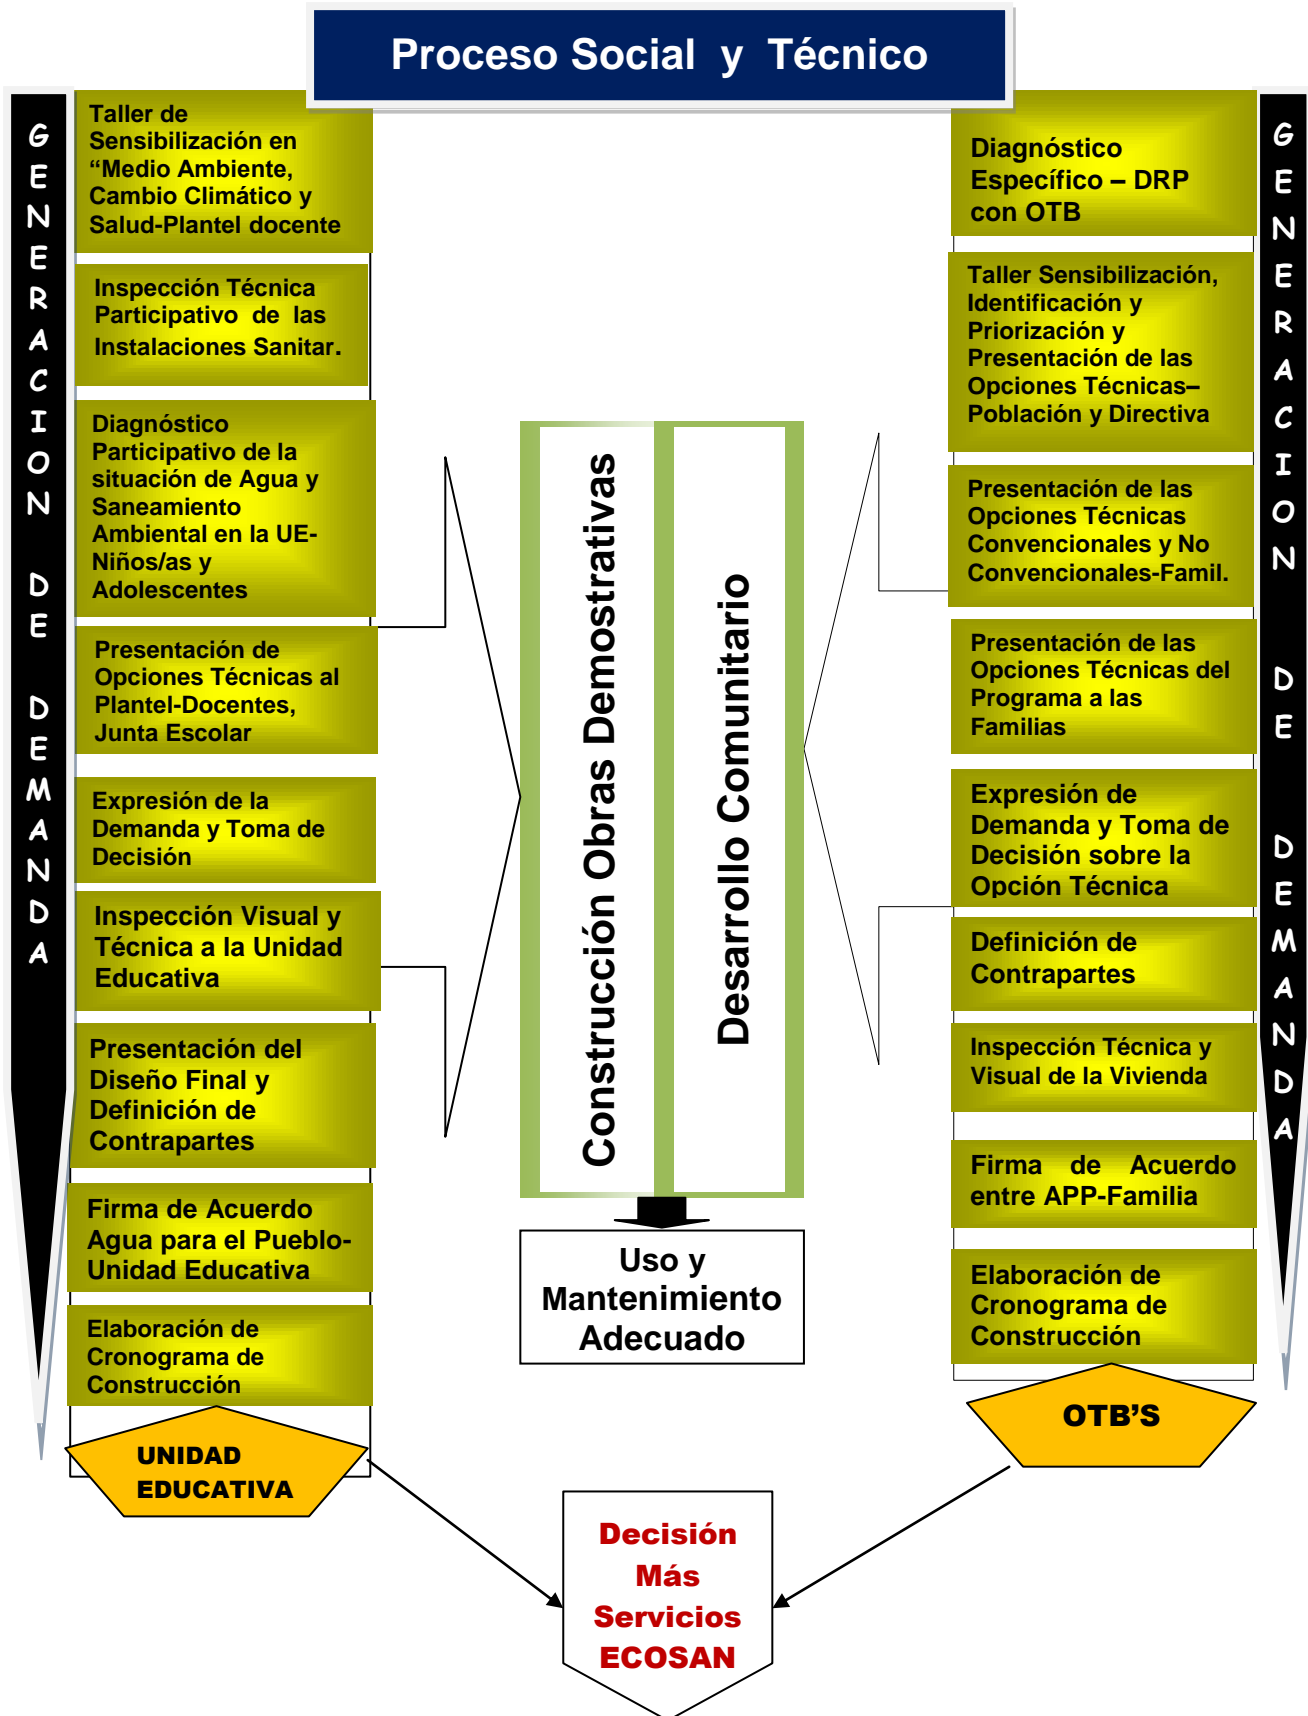 Proceso Social y Técnico
GENERACION DE DEMANDA
Taller de
Sensibilización en
“Medio Ambiente,
Cambio Climático y
Salud-Plantel docente
Inspección Técnica
Participativo de las
Instalaciones Sanitar.
Diagnóstico
Participativo de la
situación de Agua y
Saneamiento
Ambiental en la UE-
Niños/as y
Adolescentes
Presentación de
Opciones Técnicas al
Plantel-Docentes,
Junta Escolar
Expresión de la
Demanda y Toma de
Decisión
Inspección Visual y
Técnica a la Unidad
Educativa
Presentación del
Diseño Final y
Definición de
Contrapartes
Firma de Acuerdo
Agua para el Pueblo-
Unidad Educativa
Elaboración de
Cronograma de
Construcción
UNIDAD
EDUCATIVA
Construcción Obras Demostrativas
Desarrollo Comunitario
Uso y
Mantenimiento
Adecuado
Diagnóstico
Específico – DRP
con OTB
Taller Sensibilización,
Identificación y
Priorización y
Presentación de las
Opciones Técnicas–
Población y Directiva
Presentación de las
Opciones Técnicas
Convencionales y No
Convencionales-Famil.
Presentación de las
Opciones Técnicas del
Programa a las
Familias
Expresión de
Demanda y Toma de
Decisión sobre la
Opción Técnica
Definición de
Contrapartes
Inspección Técnica y
Visual de la Vivienda
Firma de Acuerdo
entre APP-Familia
Elaboración de
Cronograma de
Construcción
OTB’S
GENERACION DE DEMANDA
Decisión
Más
Servicios
ECOSAN